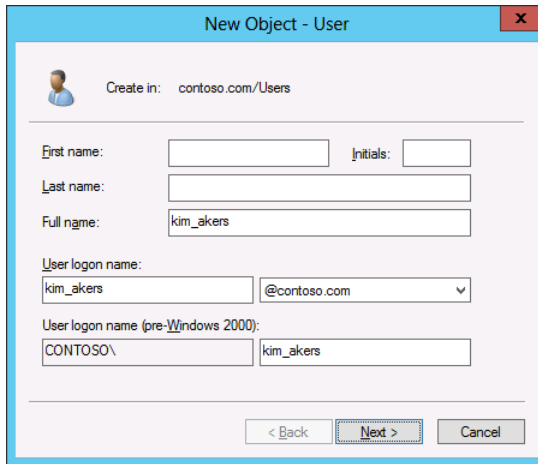 New Object - User
x
Create in: contoso.com/Users
First name: Initials:
Last name:
Full name: kim_akers
User logon name:
kim_akers @contoso.com
User logon name (pre-Windows 2000):
CONTOSO\ kim_akers
< Back Next > Cancel